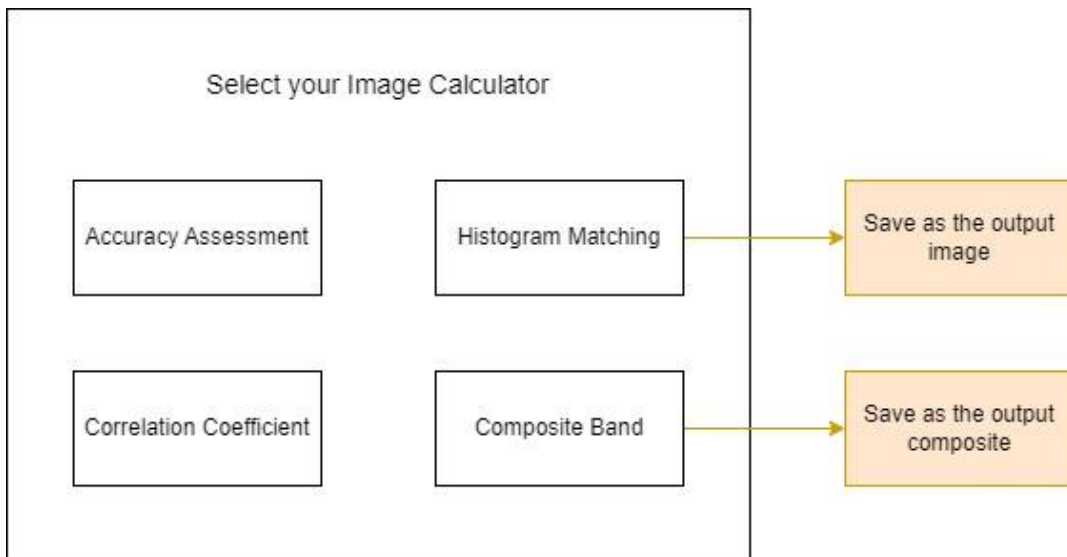 Select your Image Calculator
Accuracy Assessment
Histogram Matching
Save as the output
image
Correlation Coefficient
Composite Band
Save as the output
composite